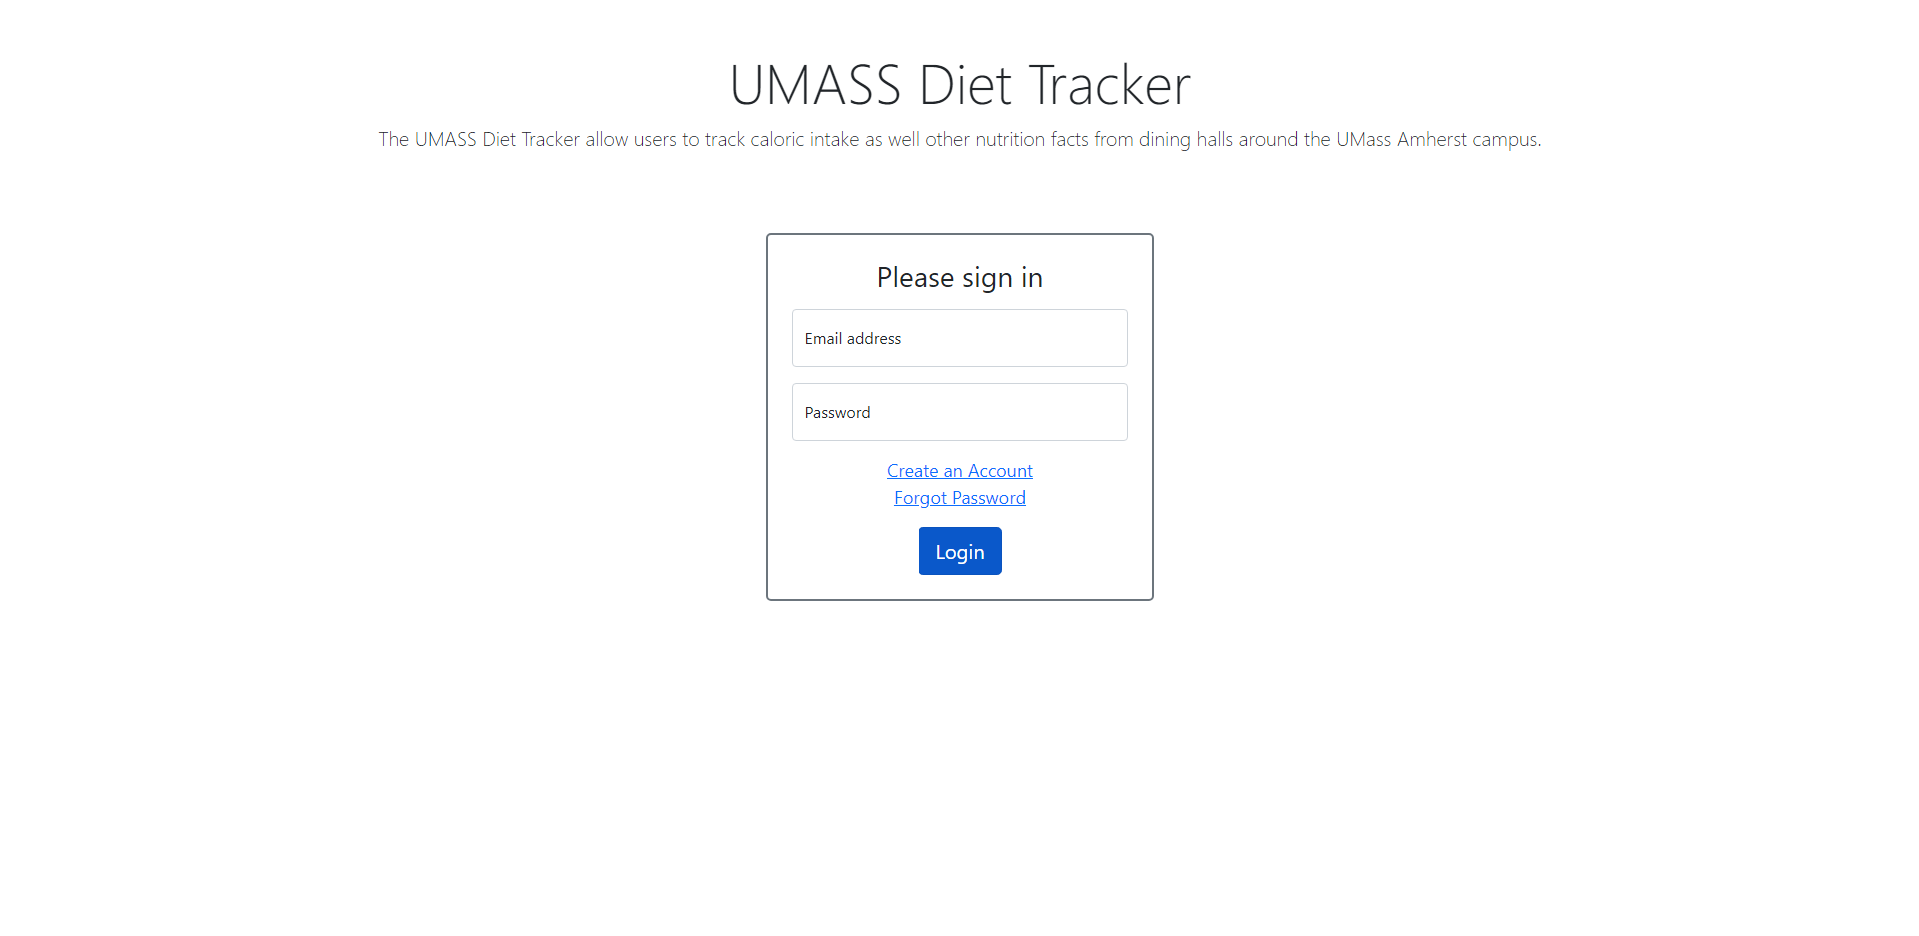 UMASS Diet Tracker
The UMASS Diet Tracker allow users to track caloric intake as well other nutrition facts from dining halls around the UMass Amherst campus.
Please sign in
Email address
Password
Create an Account
Forgot Password
Login